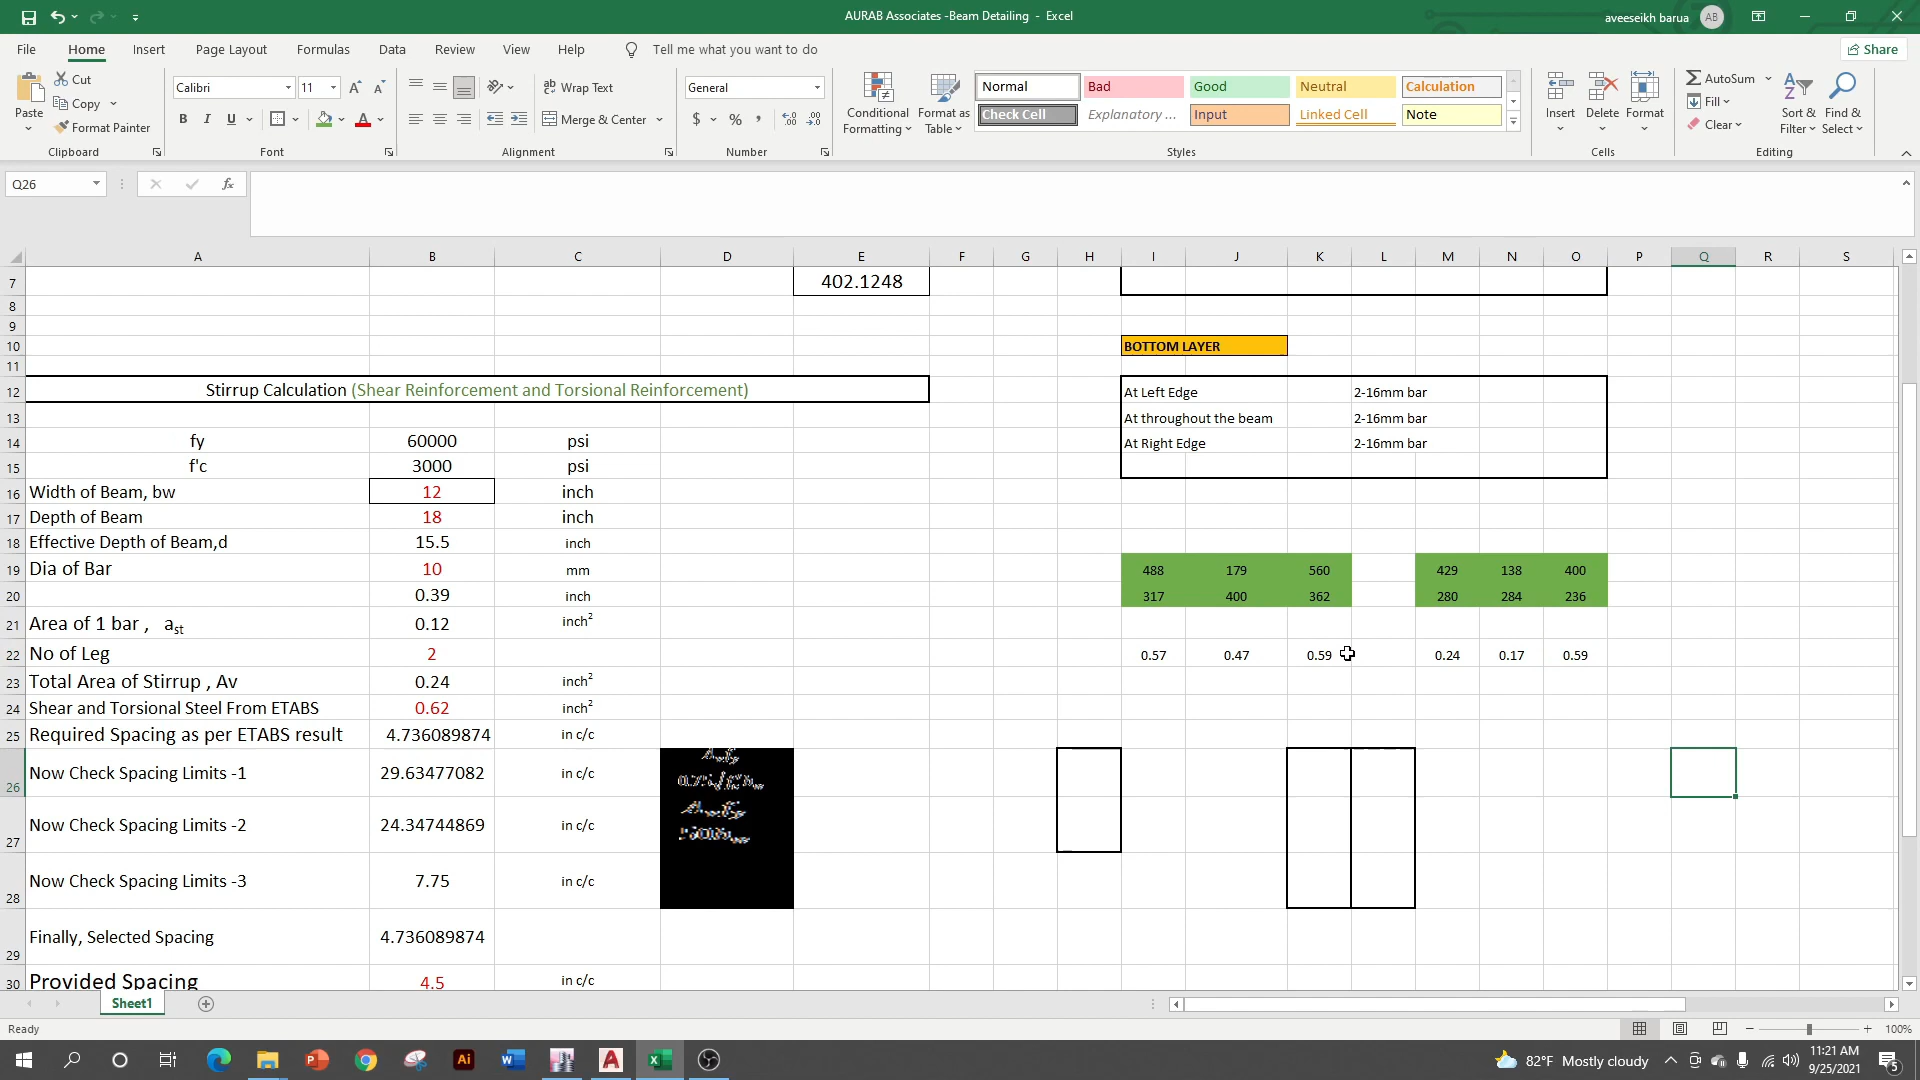 AURAB Associates -Beam Detailing - Excel
aveeseikh barua AB
File Home Insert Page Layout Formulas Data Review View Help Tell me what you want to do Share
Paste Cut Copy Format Painter Clipboard
Calibri 11 A A B I U A Font
Wrap Text Merge & Center Alignment
General $ % , Number
Conditional Formatting Format as Table
Normal Bad Good Neutral Calculation
Check Cell Explanatory ... Input Linked Cell Note
Styles
Insert Delete Format Cells
AutoSum Fill Clear Sort & Filter Find & Select Editing
Q26 fx
A B C D E F G H I J K L M N O P Q R S
7 402.1248
8
9
10 BOTTOM LAYER
11
12 Stirrup Calculation (Shear Reinforcement and Torsional Reinforcement) At Left Edge 2-16mm bar
13 At throughout the beam 2-16mm bar
14 fy 60000 psi At Right Edge 2-16mm bar
15 f'c 3000 psi
16 Width of Beam, bw 12 inch
17 Depth of Beam 18 inch
18 Effective Depth of Beam,d 15.5 inch
19 Dia of Bar 10 mm 488 179 560 429 138 400
20 0.39 inch 317 400 362 280 284 236
21 Area of 1 bar , ast 0.12 inch2
22 No of Leg 2 0.57 0.47 0.59 0.24 0.17 0.59
23 Total Area of Stirrup , Av 0.24 inch2
24 Shear and Torsional Steel From ETABS 0.62 inch2
25 Required Spacing as per ETABS result 4.736089874 in c/c
26 Now Check Spacing Limits -1 29.63477082 in c/c
27 Now Check Spacing Limits -2 24.34744869 in c/c
28 Now Check Spacing Limits -3 7.75 in c/c
29 Finally, Selected Spacing 4.736089874
30 Provided Spacing 4.5 in c/c
Sheet1
Ready 100%
Ai 82°F Mostly cloudy 11:21 AM
9/25/2021 5